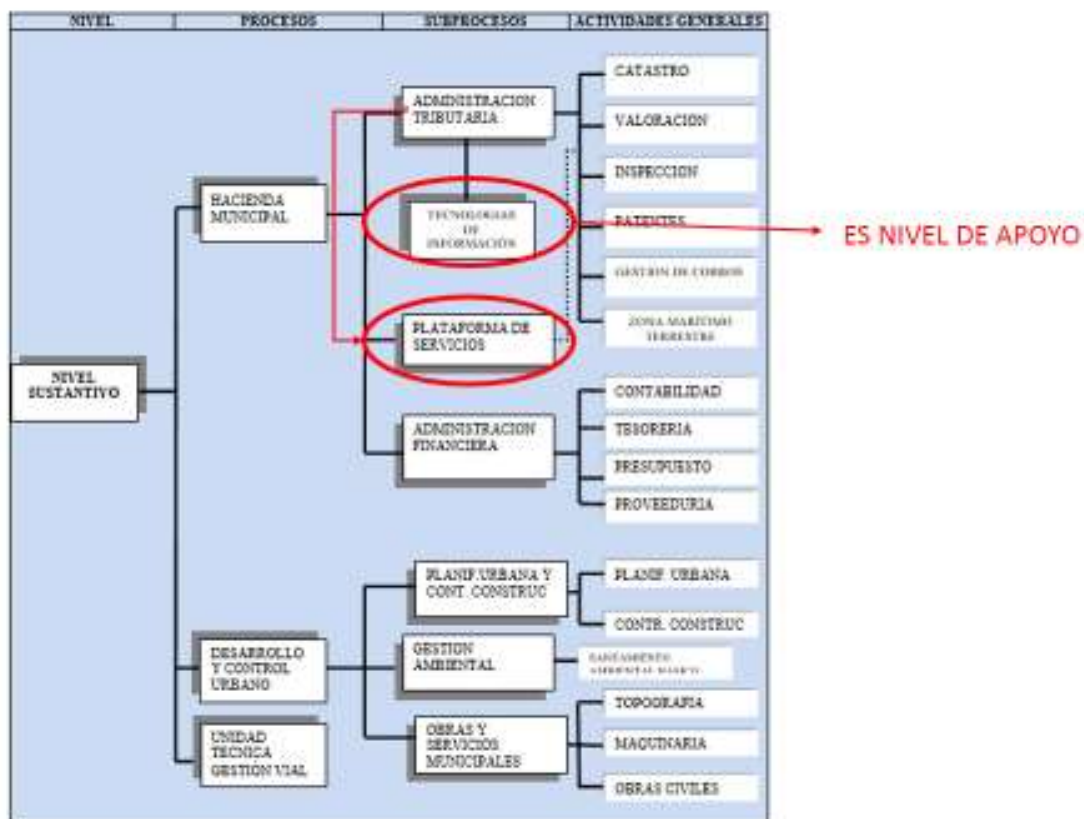 NIVEL
PROCESOS
SUBPROCESOS
ACTIVIDADES GENERALES
NIVEL
SUSTANTIVO
HACIENDA
MUNICIPAL
ADMINISTRACION
TRIBUTARIA
CATASTRO
VALORACION
INSPECCION
PATENTES
GESTION DE COBROS
ZONA MARITIMO
TERRESTRE
TECNOLOGIAS
DE
INFORMACIÓN
ES NIVEL DE APOYO
PLATAFORMA DE
SERVICIOS
ADMINISTRACION
FINANCIERA
CONTABILIDAD
TESORERIA
PRESUPUESTO
PROVEEDURIA
DESARROLLO
Y CONTROL
URBANO
PLANIF.URBANA Y
CONT. CONSTRUC
PLANIF. URBANA
CONTR. CONSTRUC
GESTION
AMBIENTAL
SANEAMIENTO
AMBIENTAL
OBRAS Y
SERVICIOS
MUNICIPALES
TOPOGRAFIA
MAQUINARIA
OBRAS CIVILES
UNIDAD
TECNICA
GESTIÓN VIAL